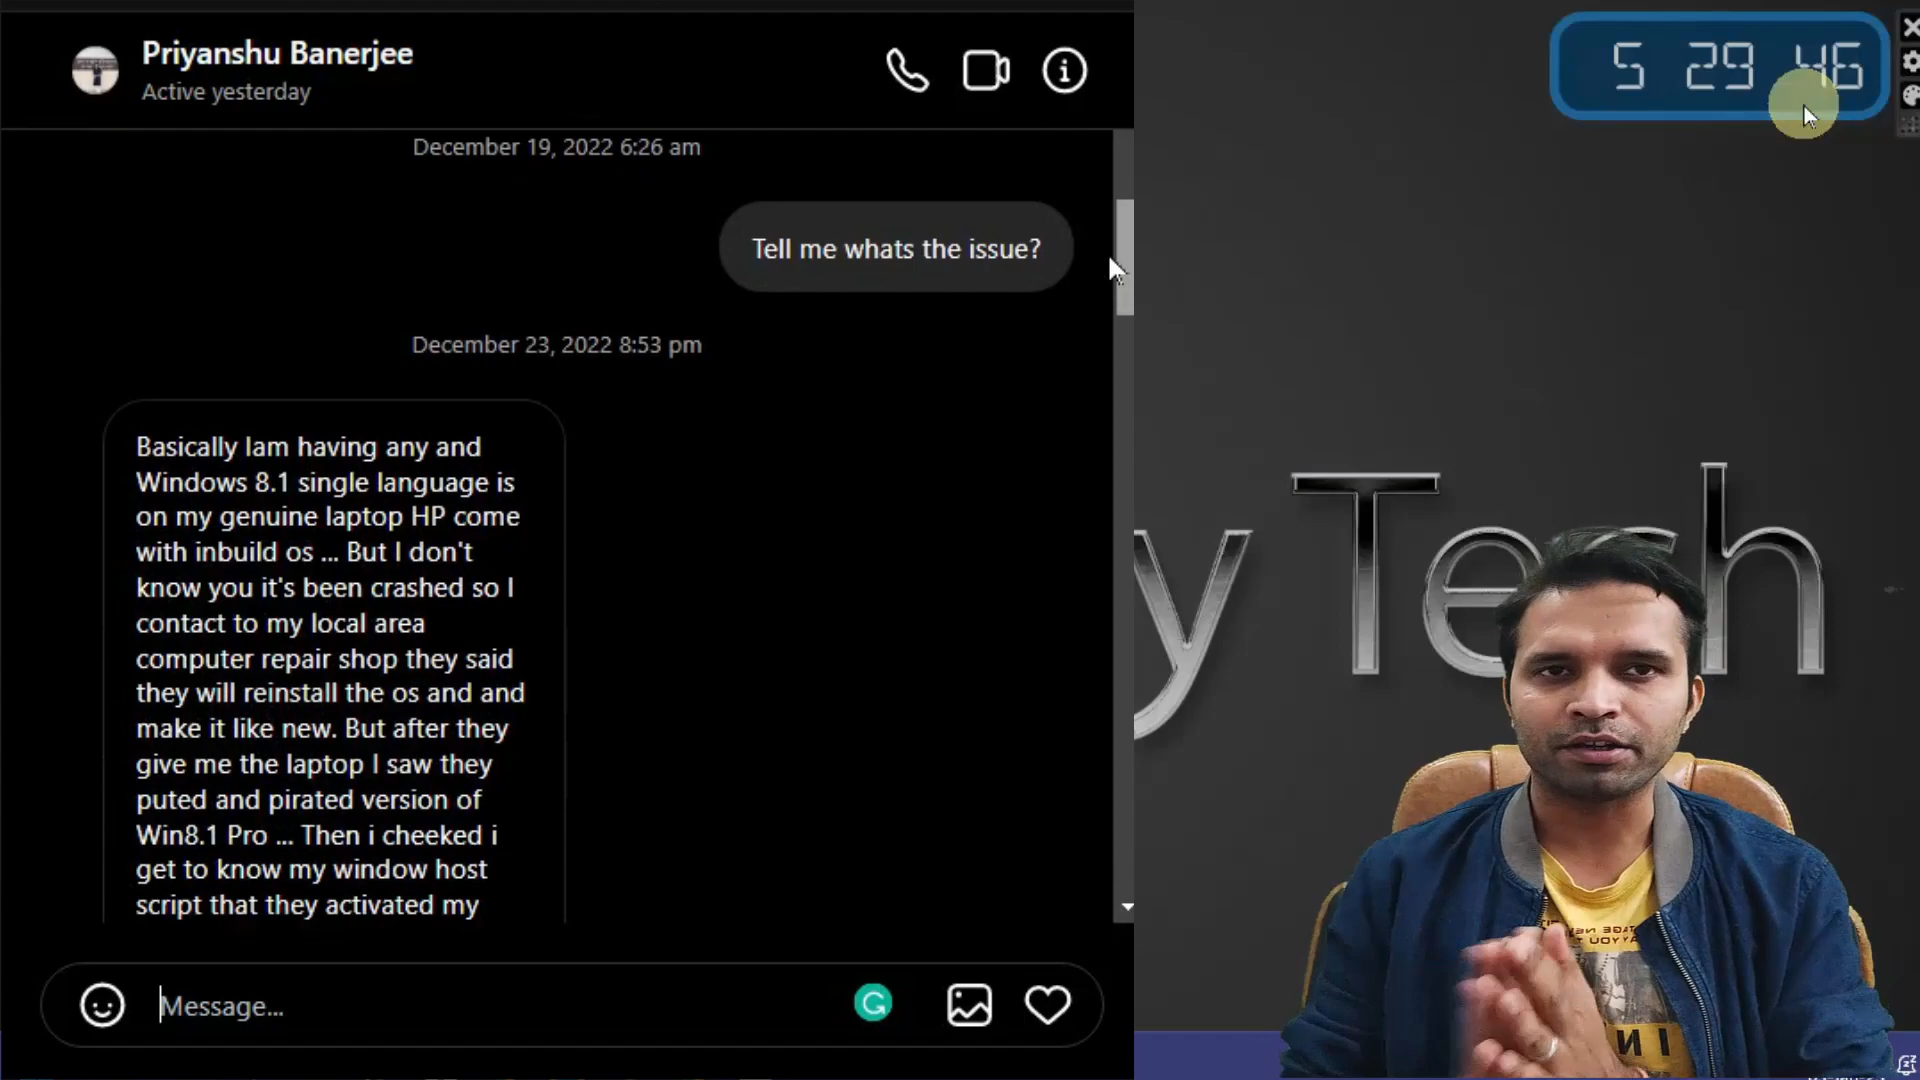 Priyanshu Banerjee
Active yesterday
5 29 46
December 19, 2022 6:26 am
Tell me whats the issue?
December 23, 2022 8:53 pm
Basically Iam having any and
Windows 8.1 single language is
on my genuine laptop HP come
with inbuild os ... But I don't
know you it's been crashed so I
contact to my local area
computer repair shop they said
they will reinstall the os and and
make it like new. But after they
give me the laptop I saw they
puted and pirated version of
Win8.1 Pro ... Then i cheeked i
get to know my window host
script that they activated my
Message...
y Tech